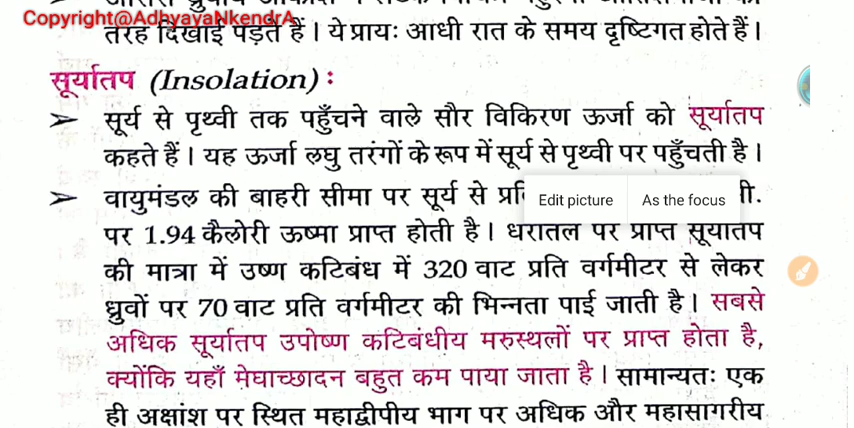 Copyright@AdhyayaNkendrA
तरह दिखाई पड़ते हैं। ये प्रायः आधी रात के समय दृष्टिगत होते हैं।
सूर्यातप (Insolation) :
➢ सूर्य से पृथ्वी तक पहुँचने वाले सौर विकिरण ऊर्जा को सूर्यातप
कहते हैं। यह ऊर्जा लघु तरंगों के रूप में सूर्य से पृथ्वी पर पहुँचती है।
➢ वायुमंडल की बाहरी सीमा पर सूर्य से
Edit picture As the focus
पर 1.94 कैलोरी ऊष्मा प्राप्त होती है। धरातल पर प्राप्त सूर्यातप
की मात्रा में उष्ण कटिबंध में 320 वाट प्रति वर्गमीटर से लेकर
ध्रुवों पर 70 वाट प्रति वर्गमीटर की भिन्नता पाई जाती है। सबसे
अधिक सूर्यातप उपोष्ण कटिबंधीय मरुस्थलों पर प्राप्त होता है,
क्योंकि यहाँ मेघाच्छादन बहुत कम पाया जाता है। सामान्यतः एक
ही अक्षांश पर स्थित महाद्वीपीय भाग पर अधिक और महासागरीय